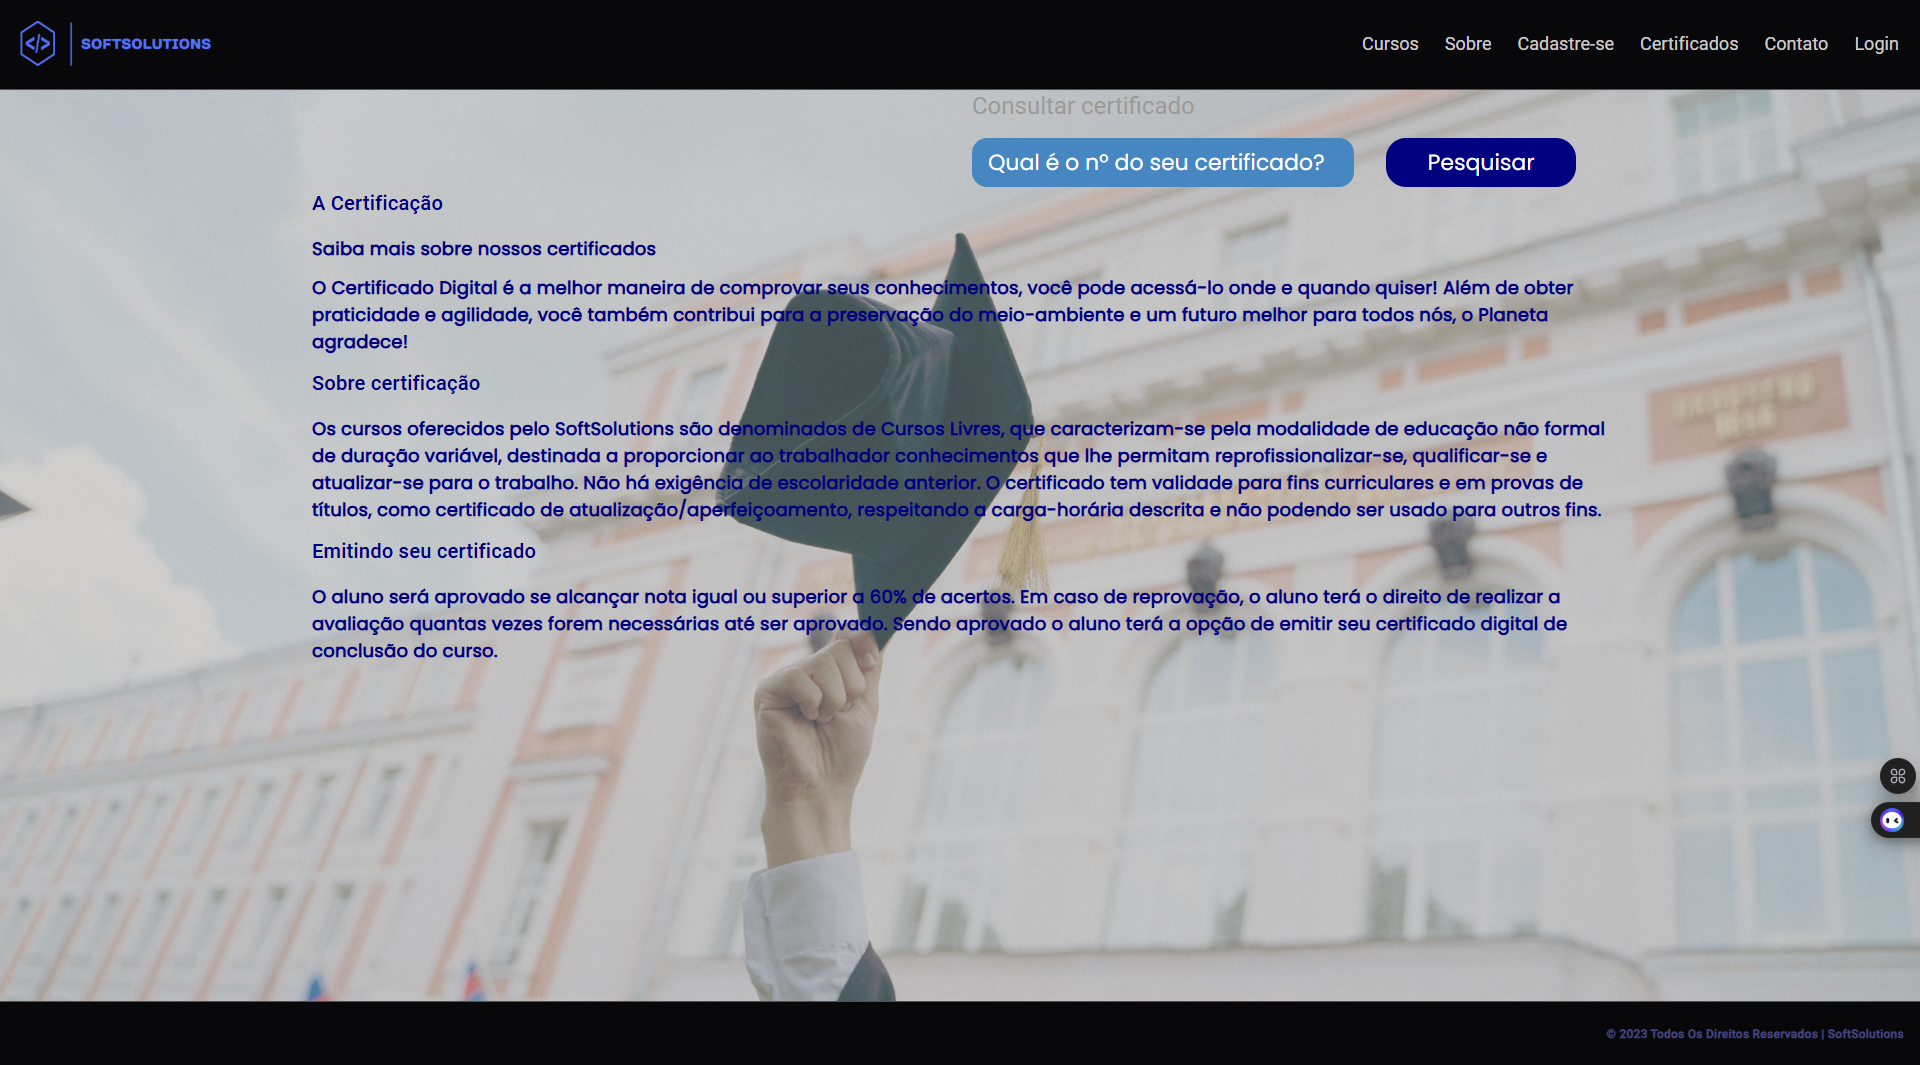 SOFTSOLUTIONS
Cursos Sobre Cadastre-se Certificados Contato Login
Consultar certificado
Qual é o nº do seu certificado? Pesquisar
A Certificação
Saiba mais sobre nossos certificados
O Certificado Digital é a melhor maneira de comprovar seus conhecimentos, você pode acessá-lo onde e quando quiser! Além de obter
praticidade e agilidade, você também contribui para a preservação do meio-ambiente e um futuro melhor para todos nós, o Planeta
agradece!
Sobre certificação
Os cursos oferecidos pelo SoftSolutions são denominados de Cursos Livres, que caracterizam-se pela modalidade de educação não formal
de duração variável, destinada a proporcionar ao trabalhador conhecimentos que lhe permitam reprofissionalizar-se, qualificar-se e
atualizar-se para o trabalho. Não há exigência de escolaridade anterior. O certificado tem validade para fins curriculares e em provas de
títulos, como certificado de atualização/aperfeiçoamento, respeitando a carga-horária descrita e não podendo ser usado para outros fins.
Emitindo seu certificado
O aluno será aprovado se alcançar nota igual ou superior a 60% de acertos. Em caso de reprovação, o aluno terá o direito de realizar a
avaliação quantas vezes forem necessárias até ser aprovado. Sendo aprovado o aluno terá a opção de emitir seu certificado digital de
conclusão do curso.
© 2023 Todos Os Direitos Reservados | SoftSolutions